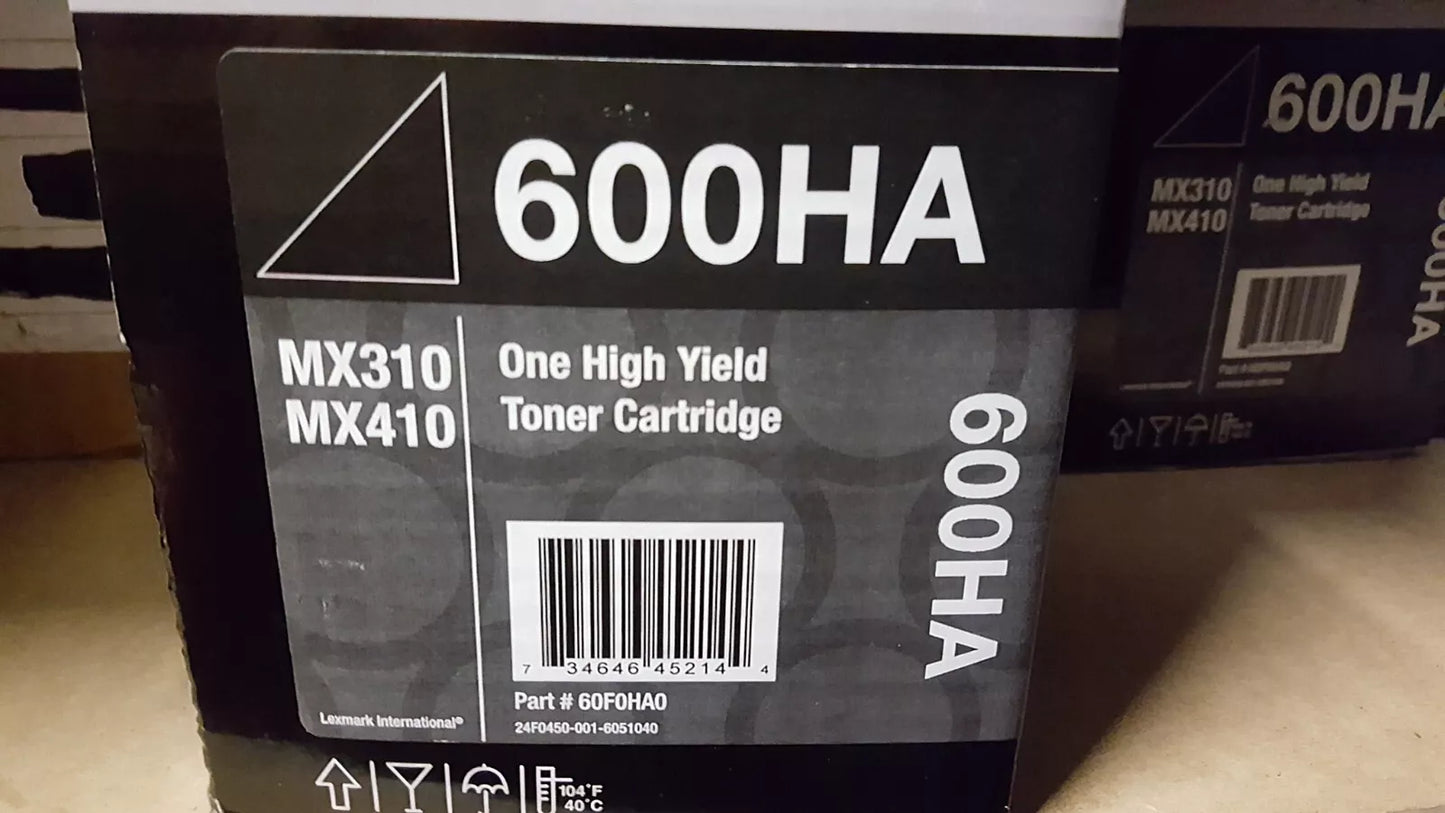 600HA
MX310
MX410
One High Yield
Toner Cartridge
600HA
7 34646 45214 4
Part # 60F0HA0
24F0450-001-6051040
Lexmark International®
104°F
40°C
600HA
MX310
MX410
One High Yield
Toner Cartridge
600HA